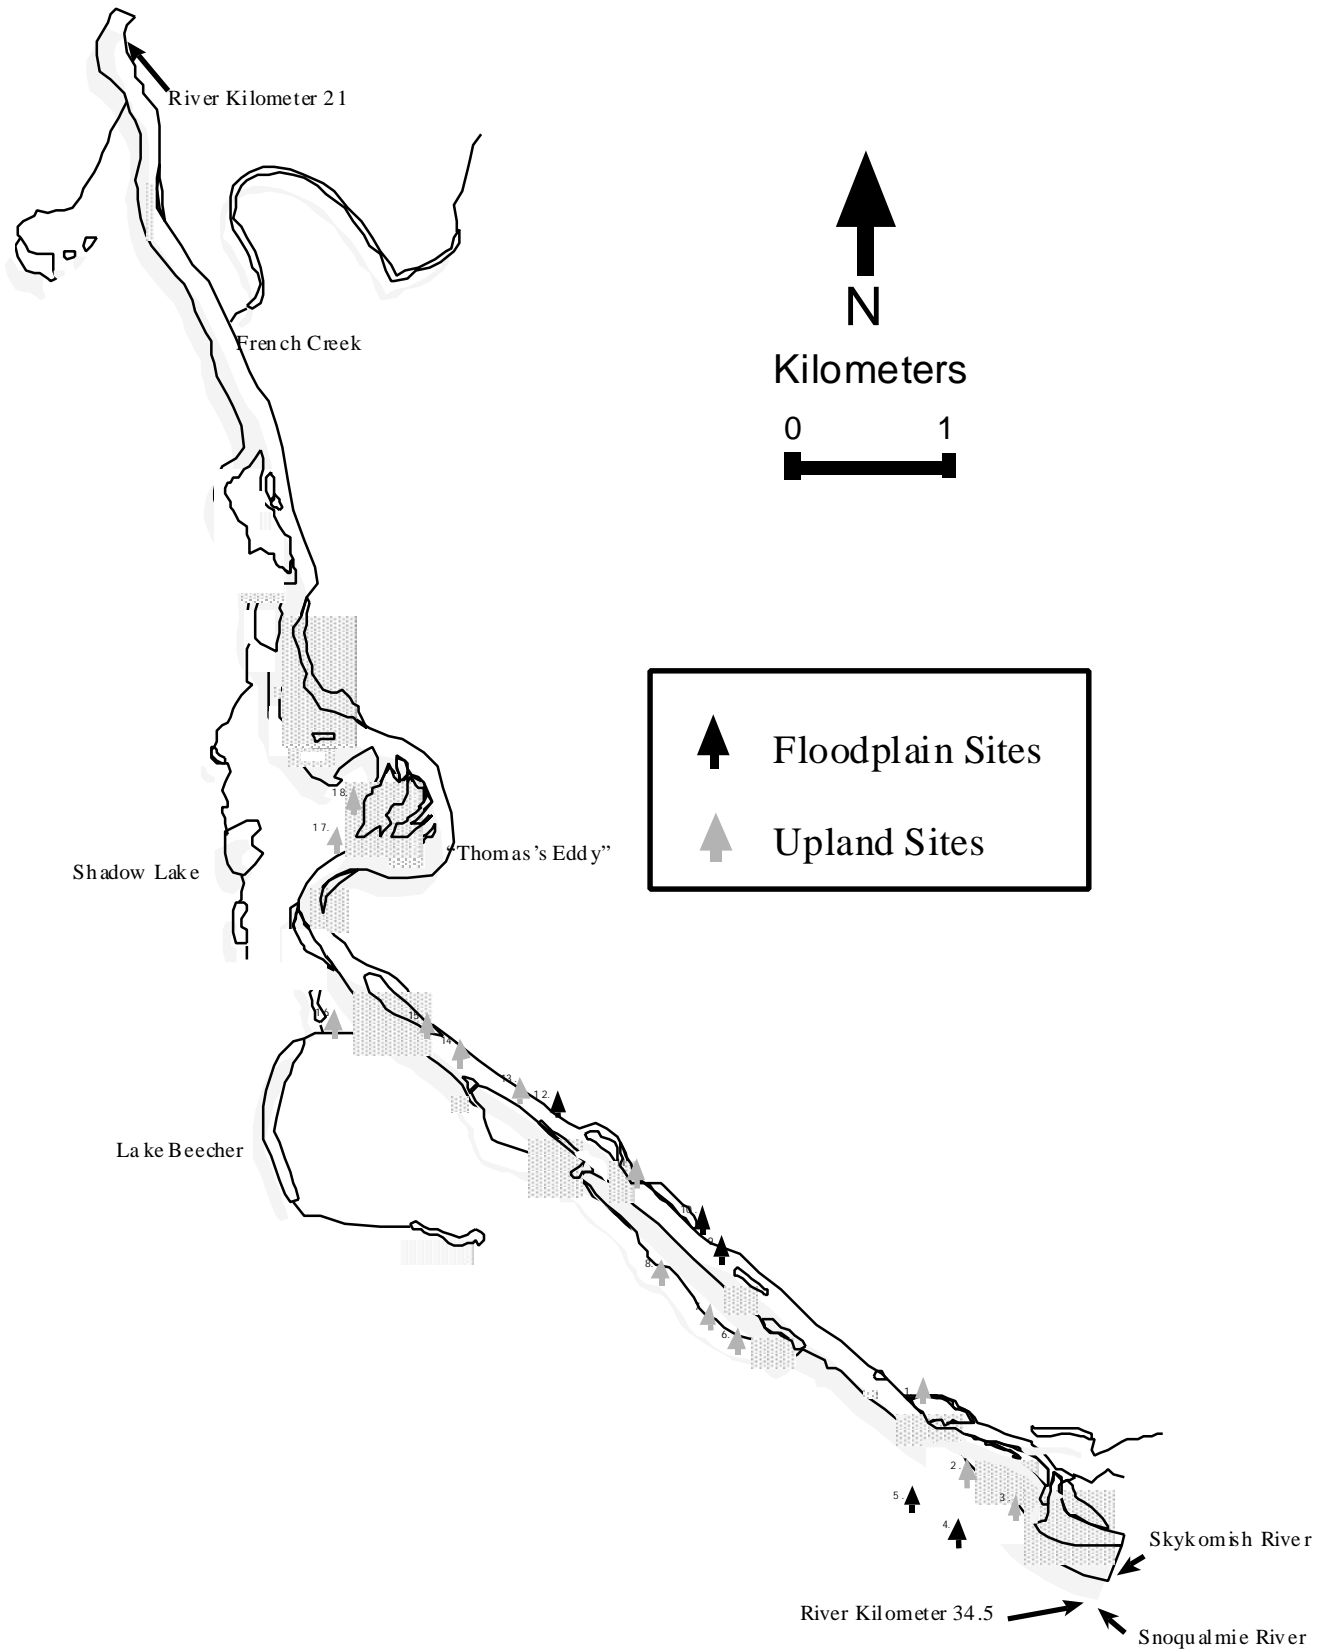 River Kilometer 21
French Creek
N
Kilometers
0 1
Floodplain Sites
Upland Sites
18.
17.
"Thomas's Eddy"
Shadow Lake
15.
14.
13.
12.
Lake Beecher
10.
9.
8.
6.
1.
2.
3.
5.
4.
Skykomish River
River Kilometer 34.5
Snoqualmie River